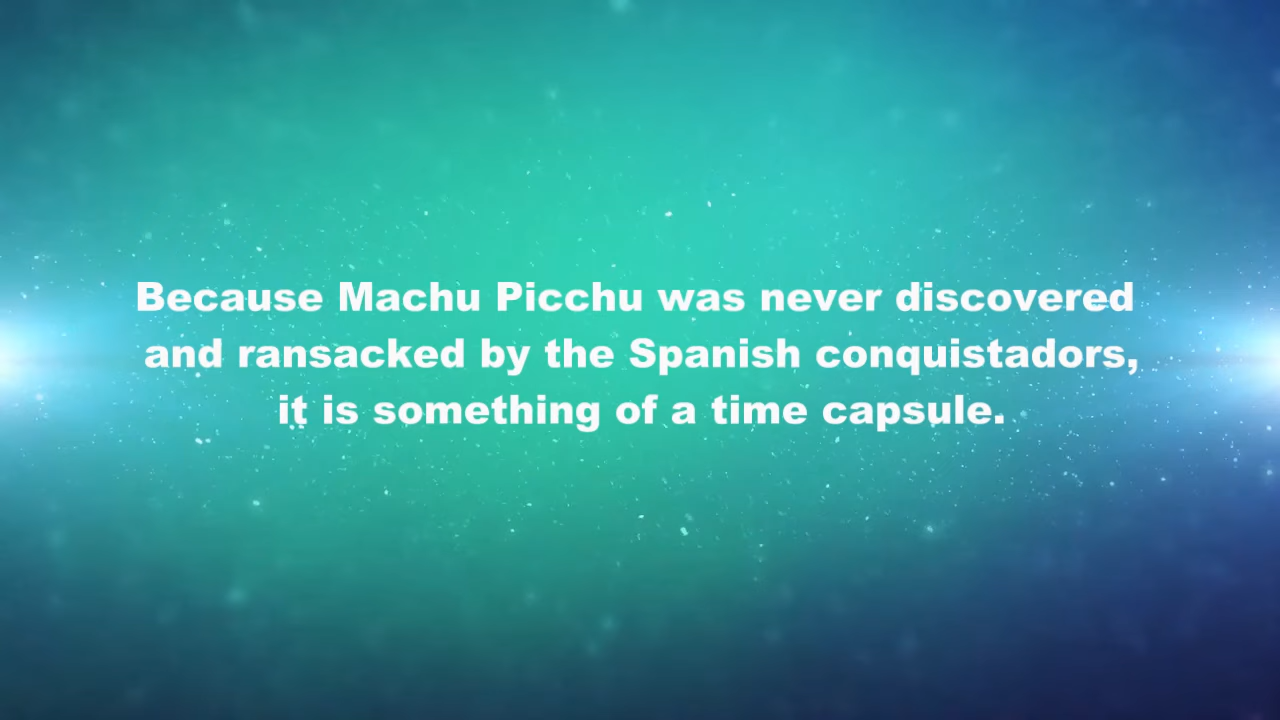 Because Machu Picchu was never discovered
and ransacked by the Spanish conquistadors,
it is something of a time capsule.